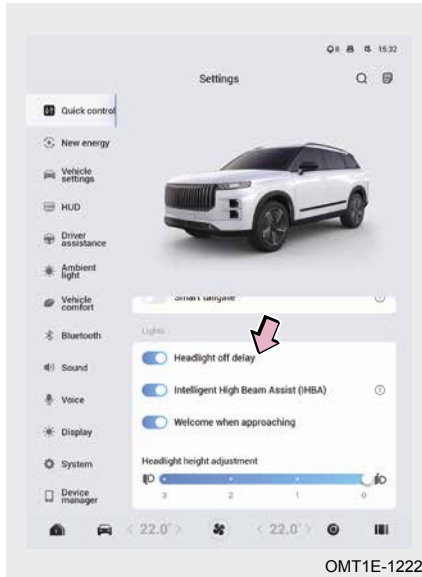 8 15:32
Settings
Quick control
New energy
Vehicle
settings
HUD
Driver
assistance
Ambient
light
Vehicle
comfort
Bluetooth
Sound
Voice
Display
System
Device
manager
Smart tailgate
Lights
Headlight off delay
Intelligent High Beam Assist (IHBA)
Welcome when approaching
Headlight height adjustment
3 2 1 0
< 22.0° > < 22.0° >
OMT1E-1222